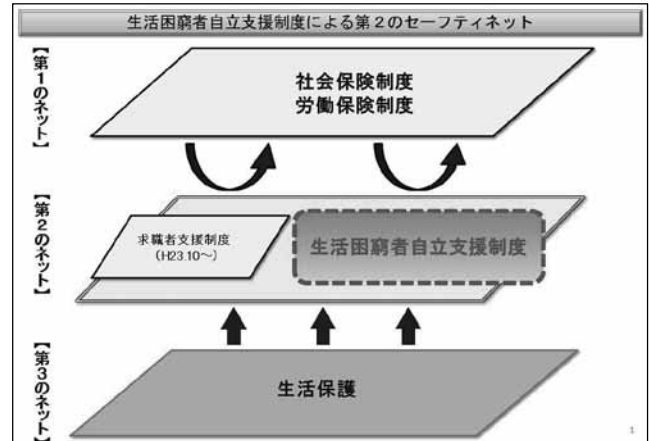 生活困窮者自立支援制度による第2のセーフティネット
【第1のネット】
社会保険制度
労働保険制度
【第2のネット】
求職者支援制度
(H23.10～)
生活困窮者自立支援制度
【第3のネット】
生活保護
1